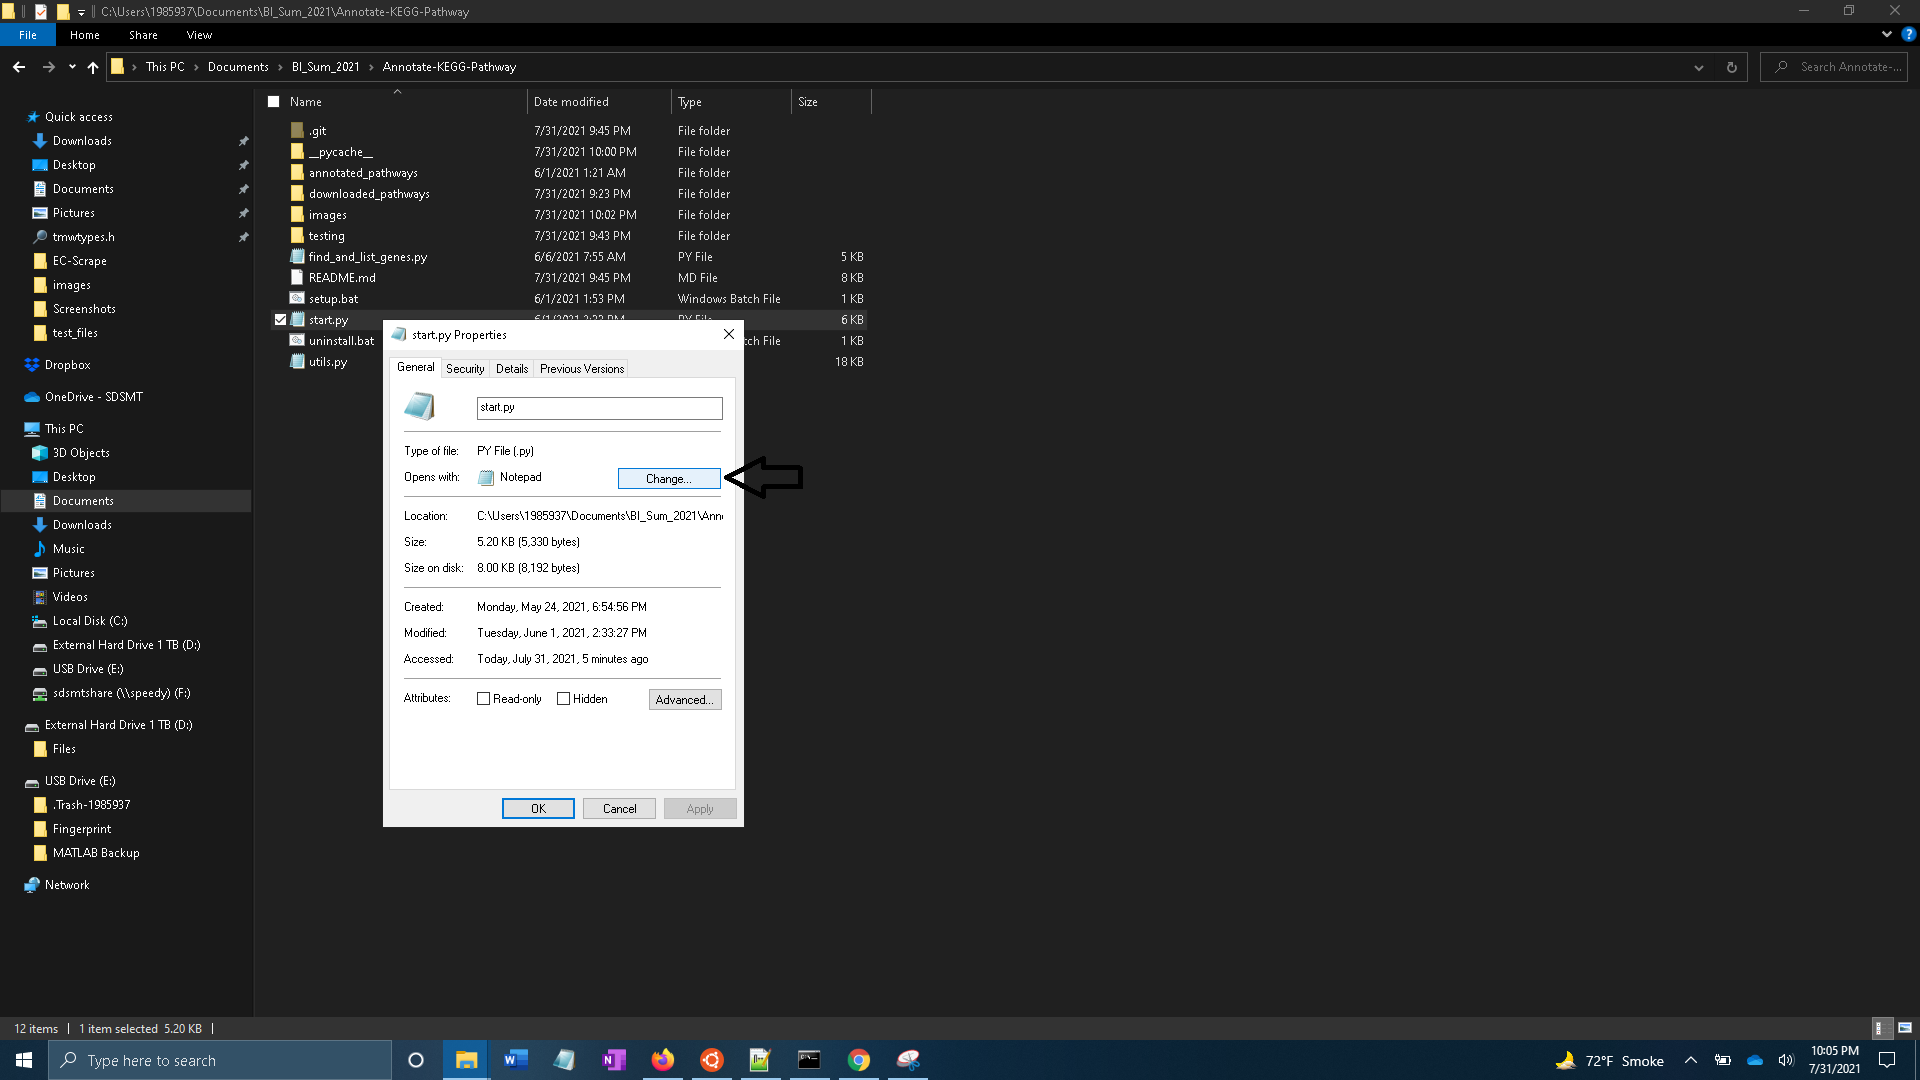 C:\Users\1985937\Documents\BI_Sum_2021\Annotate-KEGG-Pathway
File Home Share View
This PC Documents BI_Sum_2021 Annotate-KEGG-Pathway
Search Annotate-...
Name Date modified Type Size
Quick access
Downloads
Desktop
Documents
Pictures
tmwtypes.h
EC-Scrape
images
Screenshots
test_files
Dropbox
OneDrive - SDSMT
This PC
3D Objects
Desktop
Documents
Downloads
Music
Pictures
Videos
Local Disk (C:)
External Hard Drive 1 TB (D:)
USB Drive (E:)
sdsmtshare (\\speedy) (F:)
External Hard Drive 1 TB (D:)
Files
USB Drive (E:)
.Trash-1985937
Fingerprint
MATLAB Backup
Network
.git 7/31/2021 9:45 PM File folder
__pycache__ 7/31/2021 10:00 PM File folder
annotated_pathways 6/1/2021 1:21 AM File folder
downloaded_pathways 7/31/2021 9:23 PM File folder
images 7/31/2021 10:02 PM File folder
testing 7/31/2021 9:43 PM File folder
find_and_list_genes.py 6/6/2021 7:55 AM PY File 5 KB
README.md 7/31/2021 9:45 PM MD File 8 KB
setup.bat 6/1/2021 1:53 PM Windows Batch File 1 KB
start.py 6/1/2021 2:33 PM PY File 6 KB
uninstall.bat tch File 1 KB
utils.py 18 KB
start.py Properties
General Security Details Previous Versions
start.py
Type of file: PY File (.py)
Opens with: Notepad Change...
Location: C:\Users\1985937\Documents\BI_Sum_2021\Ann
Size: 5.20 KB (5,330 bytes)
Size on disk: 8.00 KB (8,192 bytes)
Created: Monday, May 24, 2021, 6:54:56 PM
Modified: Tuesday, June 1, 2021, 2:33:27 PM
Accessed: Today, July 31, 2021, 5 minutes ago
Attributes: Read-only Hidden Advanced...
OK Cancel Apply
12 items 1 item selected 5.20 KB
Type here to search
72°F Smoke
10:05 PM
7/31/2021